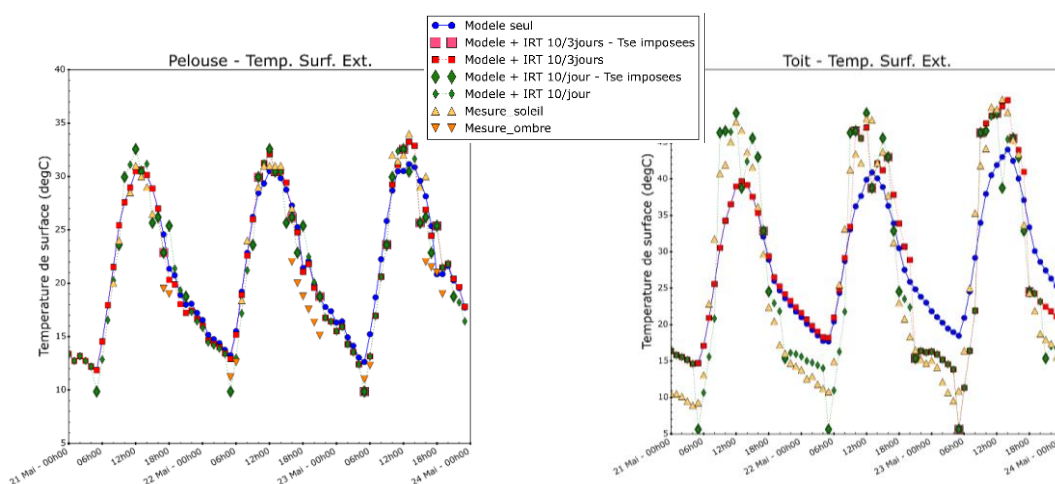 Modele seul
Modele + IRT 10/3jours - Tse imposees
Modele + IRT 10/3jours
Modele + IRT 10/jour - Tse imposees
Modele + IRT 10/jour
Mesure_soleil
Mesure_ombre
Pelouse - Temp. Surf. Ext.
Temperature de surface (degC)
40
35
30
25
20
15
10
5
21 Mai - 00h00
06h00
12h00
18h00
22 Mai - 00h00
06h00
12h00
18h00
23 Mai - 00h00
06h00
12h00
18h00
24 Mai - 00h00
Toit - Temp. Surf. Ext.
Temperature de surface (degC)
40
35
30
25
20
15
10
5
21 Mai - 00h00
06h00
12h00
18h00
22 Mai - 00h00
06h00
12h00
18h00
23 Mai - 00h00
06h00
12h00
18h00
24 Mai - 00h00